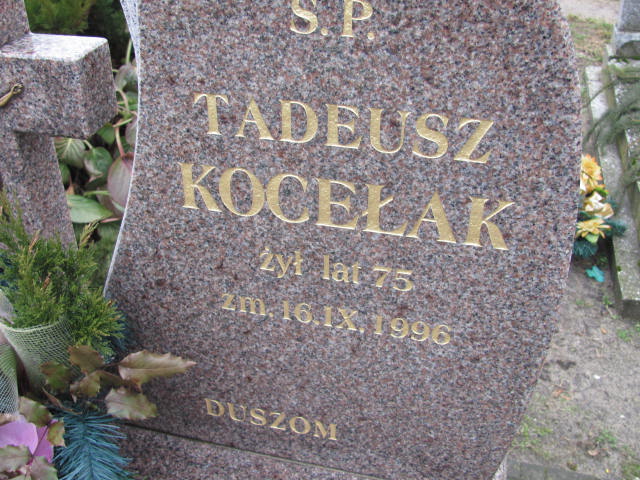 Ś.P.
TADEUSZ
KOCEŁAK
żył lat 75
zm. 16.IX.1996
DUSZOM